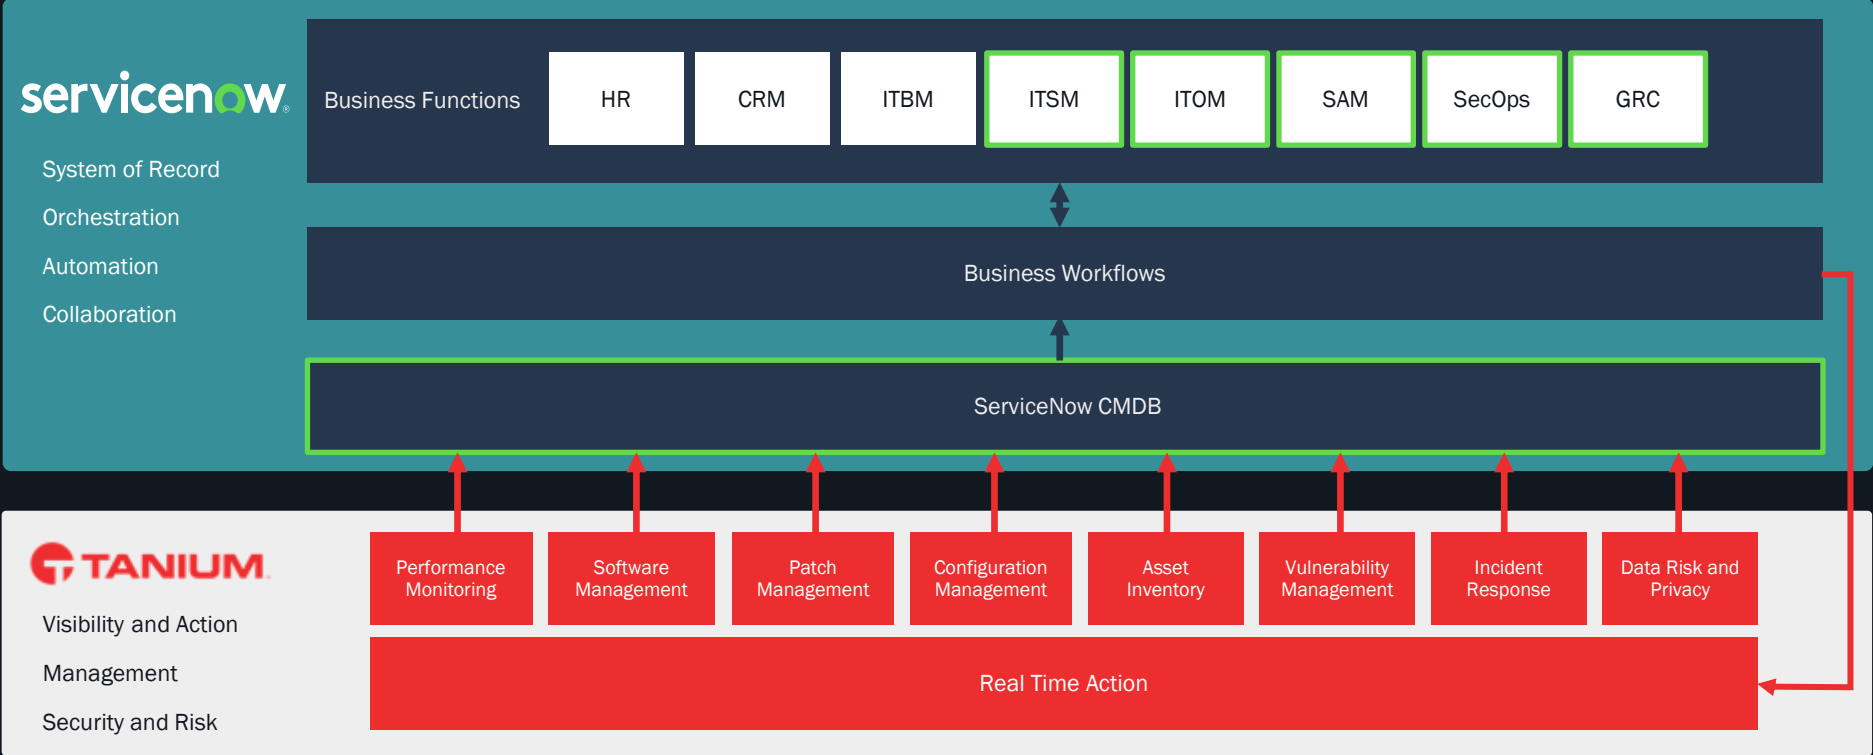 servicenow
System of Record
Orchestration
Automation
Collaboration
Business Functions
HR
CRM
ITBM
ITSM
ITOM
SAM
SecOps
GRC
Business Workflows
ServiceNow CMDB
TANIUM
Visibility and Action
Management
Security and Risk
Performance
Monitoring
Software
Management
Patch
Management
Configuration
Management
Asset
Inventory
Vulnerability
Management
Incident
Response
Data Risk and
Privacy
Real Time Action